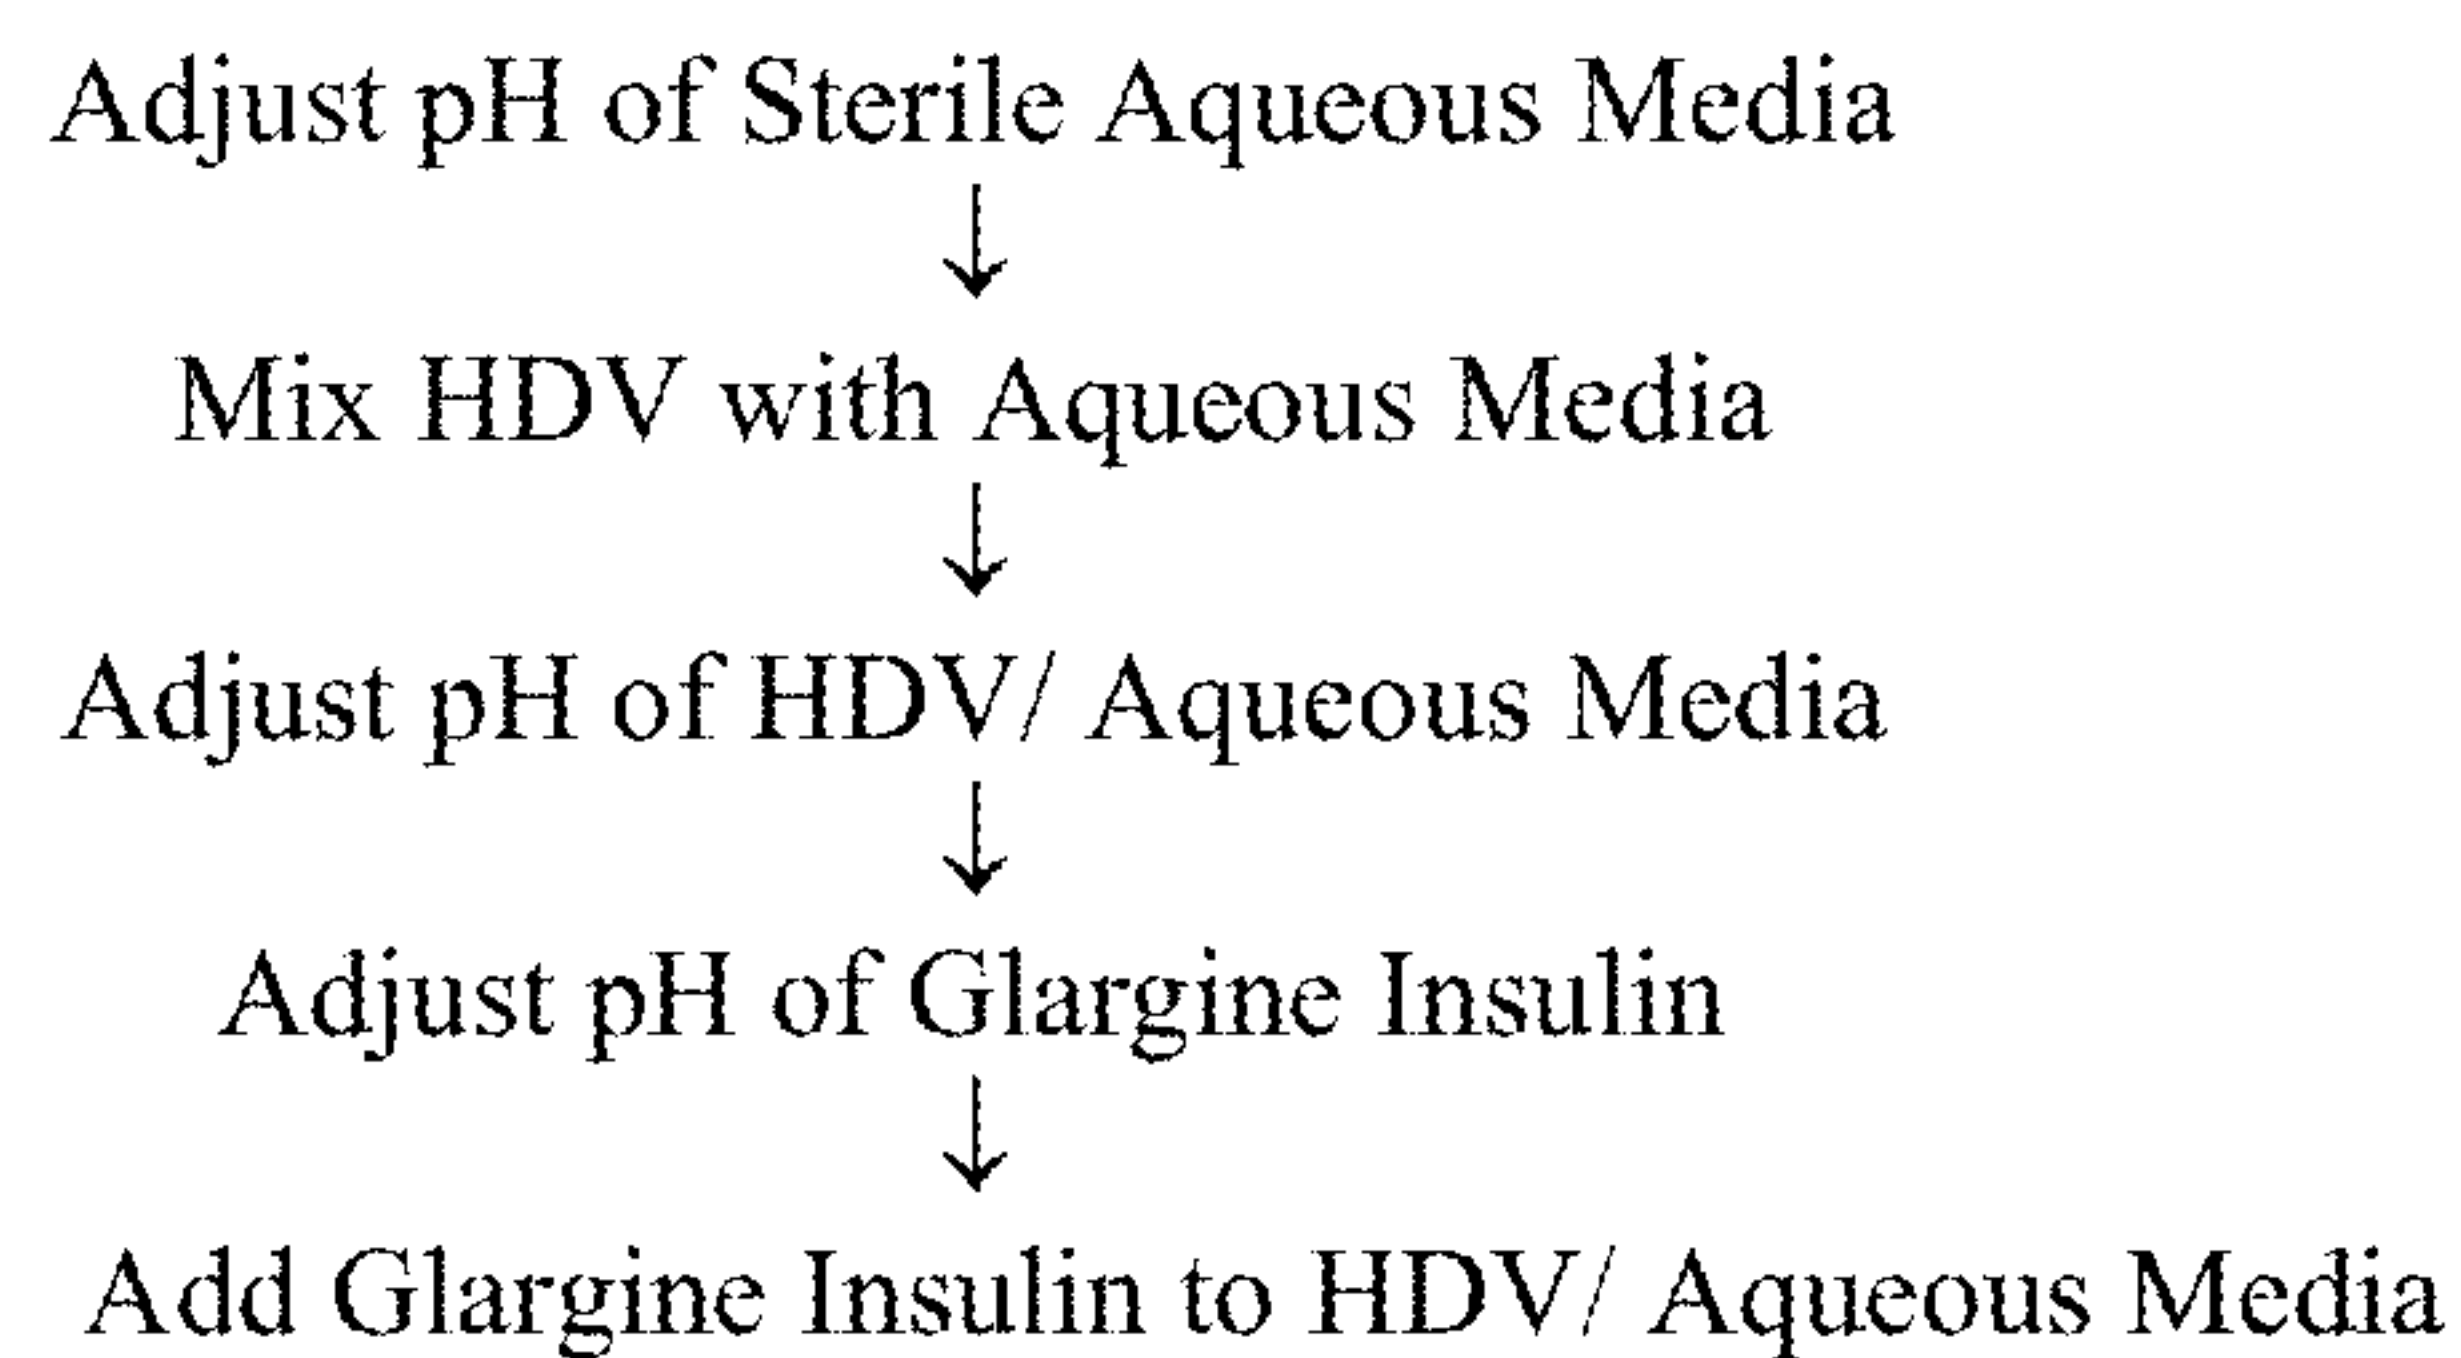 Adjust pH of Sterile Aqueous Media
↓
Mix HDV with Aqueous Media
↓
Adjust pH of HDV/ Aqueous Media
↓
Adjust pH of Glargine Insulin
↓
Add Glargine Insulin to HDV/ Aqueous Media